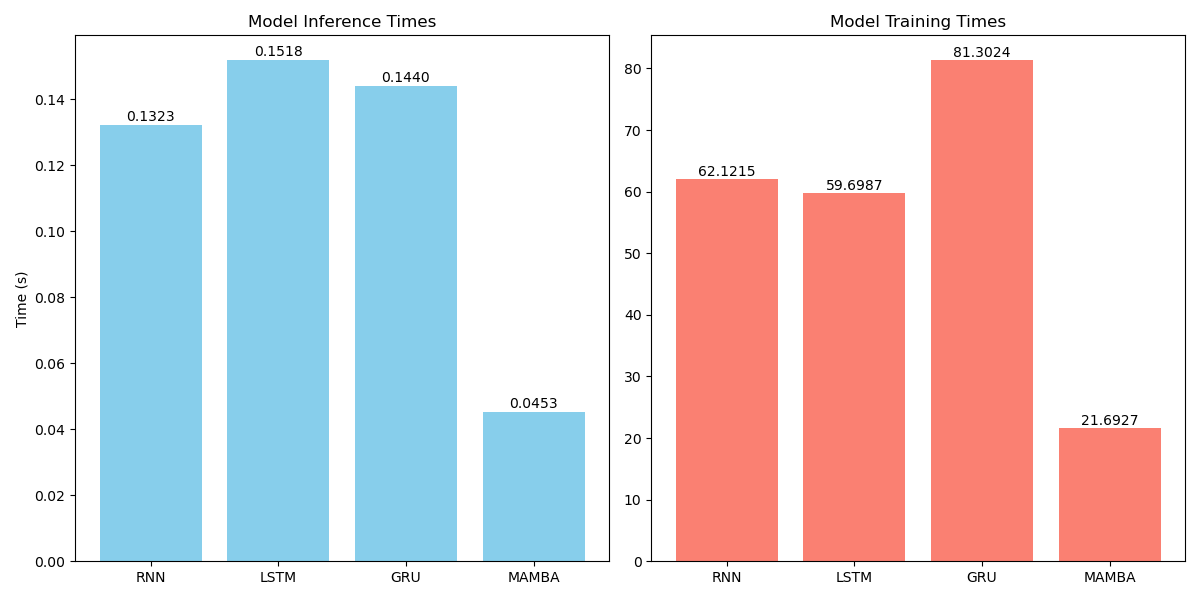 Model Inference Times
Time (s)
0.14
0.12
0.10
0.08
0.06
0.04
0.02
0.00
0.1323
0.1518
0.1440
0.0453
RNN
LSTM
GRU
MAMBA
Model Training Times
80
70
60
50
40
30
20
10
0
62.1215
59.6987
81.3024
21.6927
RNN
LSTM
GRU
MAMBA